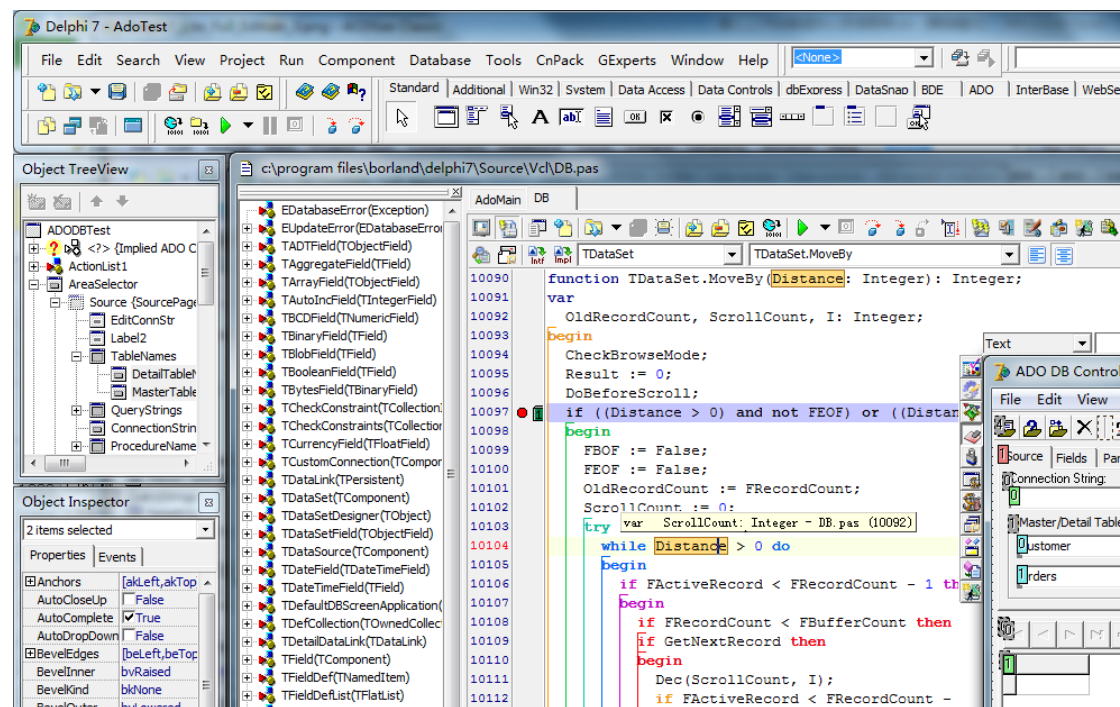 Delphi 7 - AdoTest
File Edit Search View Project Run Component Database Tools CnPack GExperts Window Help <None>
Standard Additional Win32 System Data Access Data Controls dbExpress DataSnap BDE ADO InterBase WebSe
Object TreeView
ADODBTest
<?> {Implied ADO C
ActionList1
AreaSelector
Source {SourcePage
EditConnStr
Label2
TableNames
DetailTableN
MasterTable
QueryStrings
ConnectionStrin
ProcedureName
Object Inspector
2 items selected
Properties Events
Anchors [akLeft,akTop
AutoCloseUp False
AutoComplete True
AutoDropDown False
BevelEdges [beLeft,beTop
BevelInner bvRaised
BevelKind bkNone
BevelOuter bvLowered
c:\program files\borland\delphi7\Source\Vcl\DB.pas
EDatabaseError(Exception)
EUpdateError(EDatabaseError
TADTField(TObjectField)
TAggregateField(TField)
TArrayField(TObjectField)
TAutoIncField(TIntegerField)
TBCDField(TNumericField)
TBinaryField(TField)
TBlobField(TField)
TBooleanField(TField)
TBytesField(TBinaryField)
TCheckConstraint(TCollection
TCheckConstraints(TCollection
TCurrencyField(TFloatField)
TCustomConnection(TCompor
TDataLink(TPersistent)
TDataSet(TComponent)
TDataSetDesigner(TObject)
TDataSetField(TObjectField)
TDataSource(TComponent)
TDateField(TDateTimeField)
TDateTimeField(TField)
TDefaultDBScreenApplication(
TDefCollection(TOwnedCollec
TDetailDataLink(TDataLink)
TField(TComponent)
TFieldDef(TNamedItem)
TFieldDefList(TFlatList)
AdoMain DB
Intf Impl TDataSet TDataSet.MoveBy
10090 function TDataSet.MoveBy(Distance: Integer): Integer;
10091 var
10092 OldRecordCount, ScrollCount, I: Integer;
10093 begin
10094 CheckBrowseMode;
10095 Result := 0;
10096 DoBeforeScroll;
10097 if ((Distance > 0) and not FEOF) or ((Distan
10098 begin
10099 FBOF := False;
10100 FEOF := False;
10101 OldRecordCount := FRecordCount;
10102 ScrollCount := 0;
10103 try
var ScrollCount: Integer - DB.pas (10092)
10104 while Distance > 0 do
10105 begin
10106 if FActiveRecord < FRecordCount - 1 th
10107 begin
10108 if FRecordCount < FBufferCount then
10109 if GetNextRecord then
10110 begin
10111 Dec(ScrollCount, I);
10112 if FActiveRecord < FRecordCount -
Text
ADO DB Control
File Edit View
Source Fields Par
Connection String:
0
Master/Detail Table
Customer
Orders
1